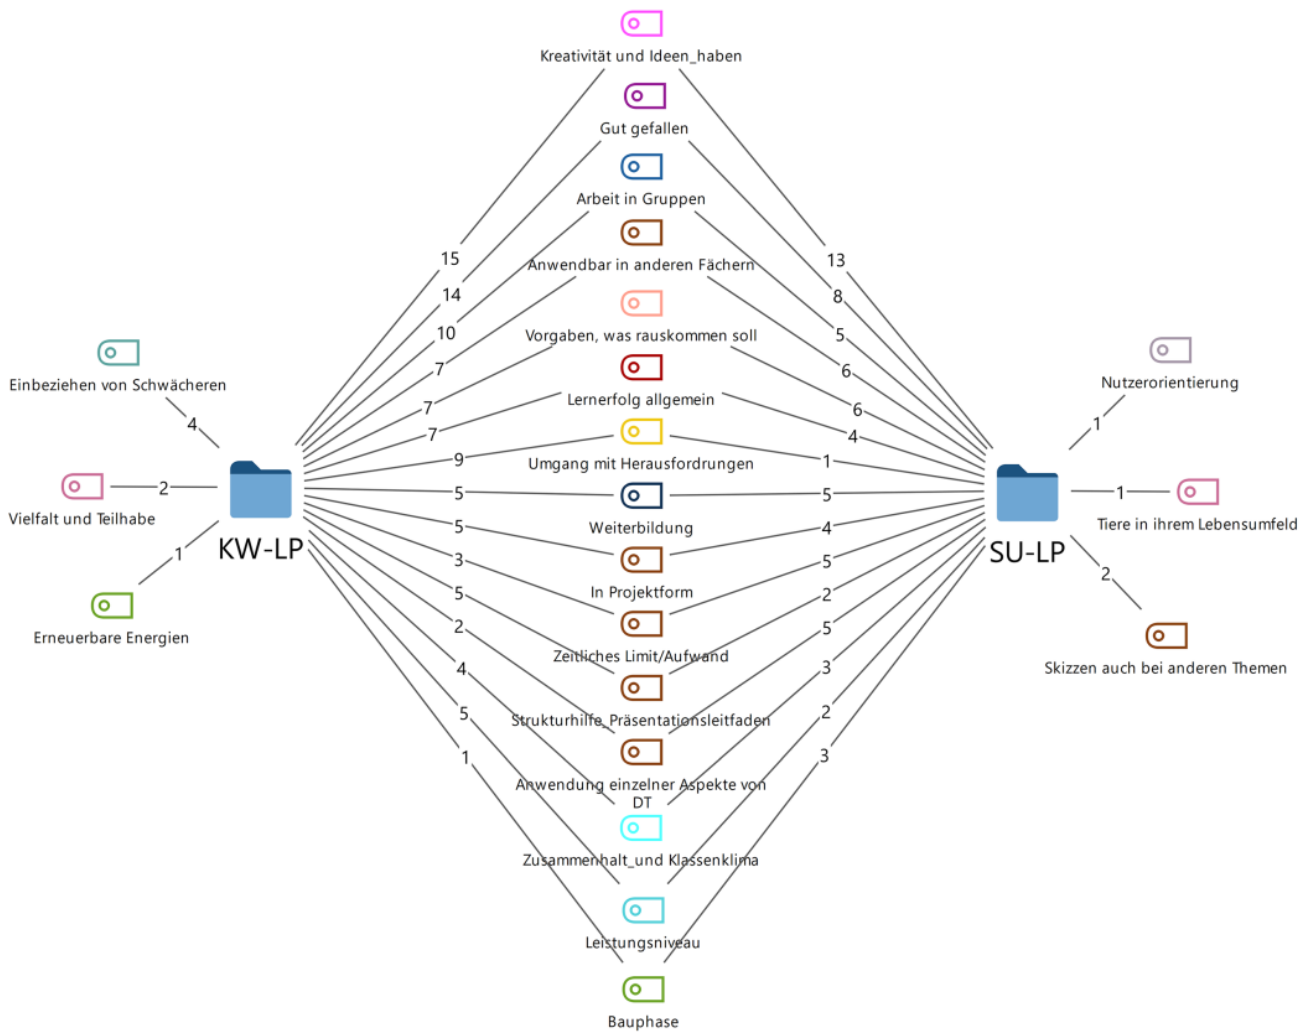 Kreativität und Ideen_haben
Gut gefallen
Arbeit in Gruppen
Anwendbar in anderen Fächern
Vorgaben, was rauskommen soll
Lernerfolg allgemein
Umgang mit Herausfordrungen
Weiterbildung
In Projektform
Zeitliches Limit/Aufwand
Strukturhilfe_Präsentationsleitfaden
Anwendung einzelner Aspekte von
DT
Zusammenhalt_und Klassenklima
Leistungsniveau
Bauphase
Einbeziehen von Schwächeren
4
Vielfalt und Teilhabe
2
Erneuerbare Energien
1
KW-LP
15
14
10
7
7
7
9
5
5
3
5
2
4
5
1
13
8
5
6
6
4
1
5
4
5
2
5
3
2
3
SU-LP
Nutzerorientierung
1
Tiere in ihrem Lebensumfeld
1
Skizzen auch bei anderen Themen
2